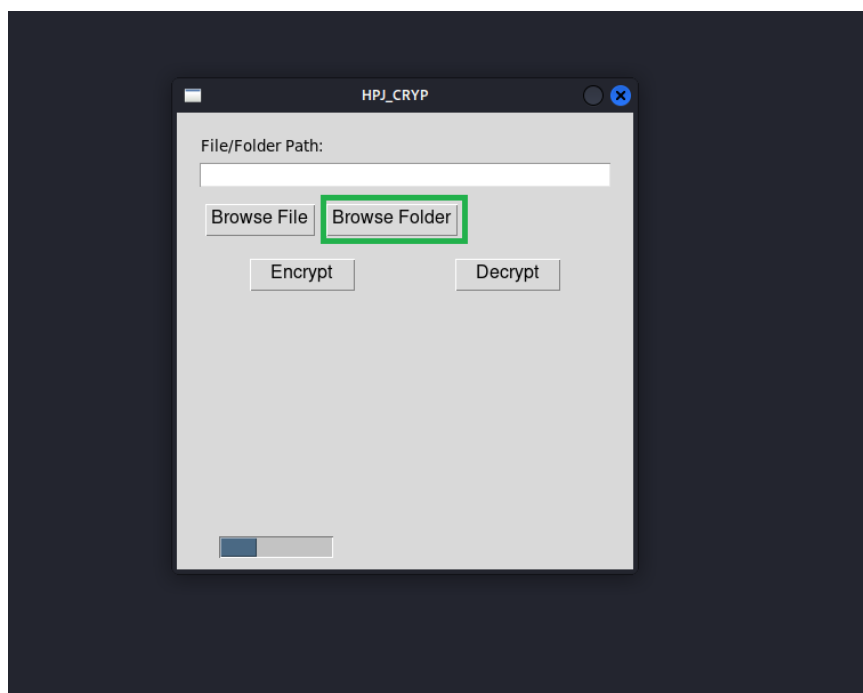 HPJ_CRYP
File/Folder Path:
Browse File Browse Folder
Encrypt Decrypt